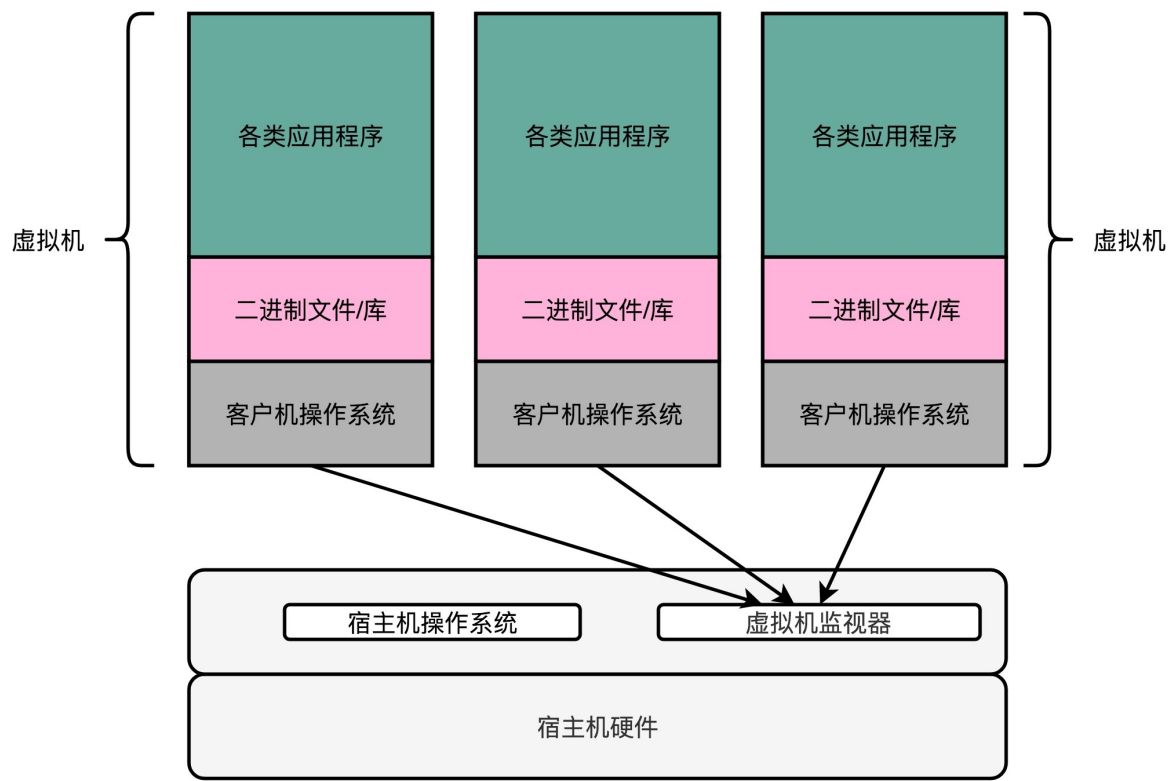 各类应用程序
各类应用程序
各类应用程序
虚拟机
虚拟机
二进制文件/库
二进制文件/库
二进制文件/库
客户机操作系统
客户机操作系统
客户机操作系统
宿主机操作系统
虚拟机监视器
宿主机硬件